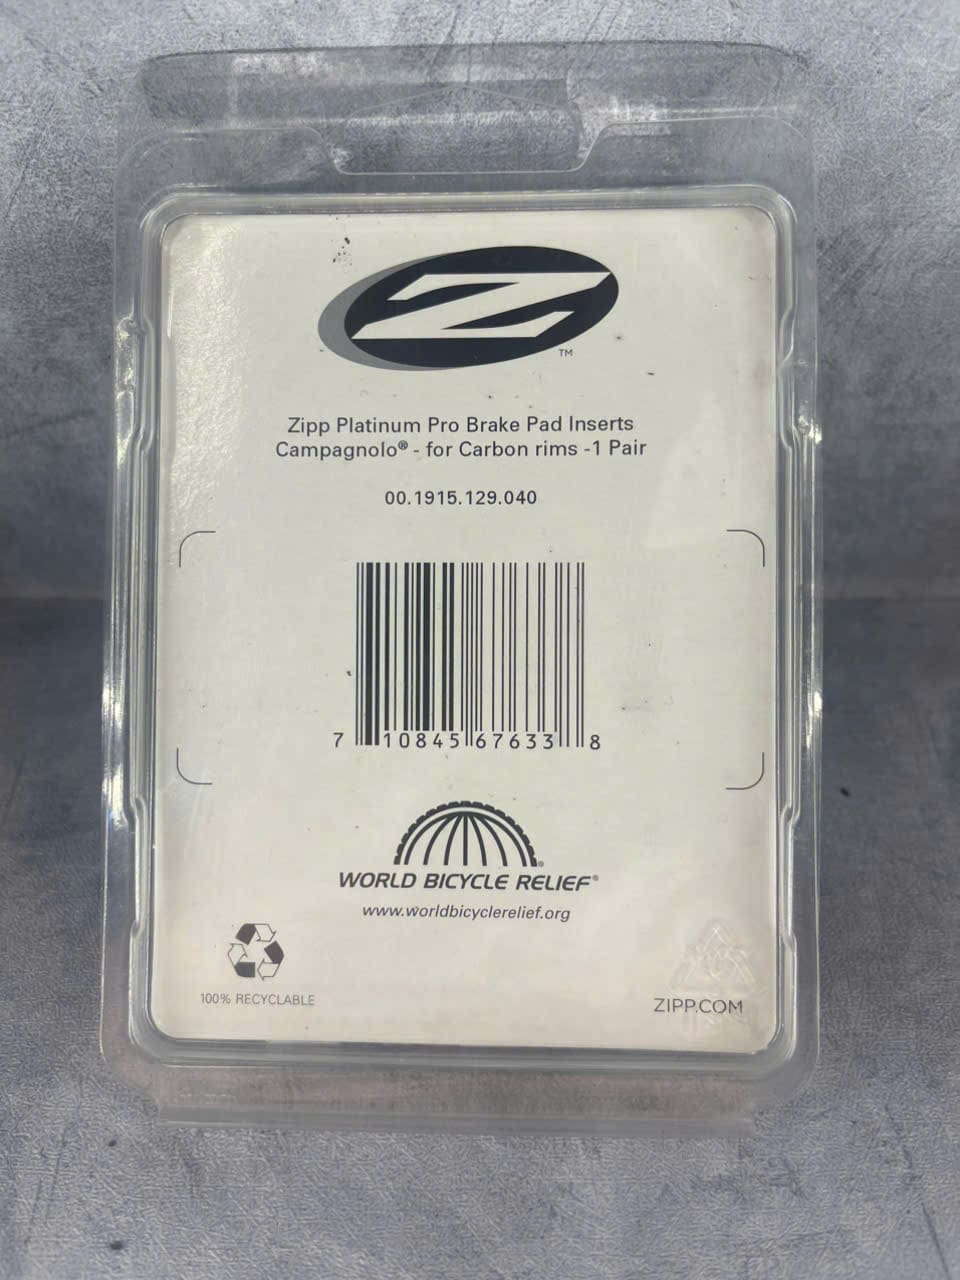 Z
TM
Zipp Platinum Pro Brake Pad Inserts
Campagnolo® - for Carbon rims -1 Pair
00.1915.129.040
7 10845 67633 8
WORLD BICYCLE RELIEF®
www.worldbicyclerelief.org
100% RECYCLABLE
ZIPP.COM